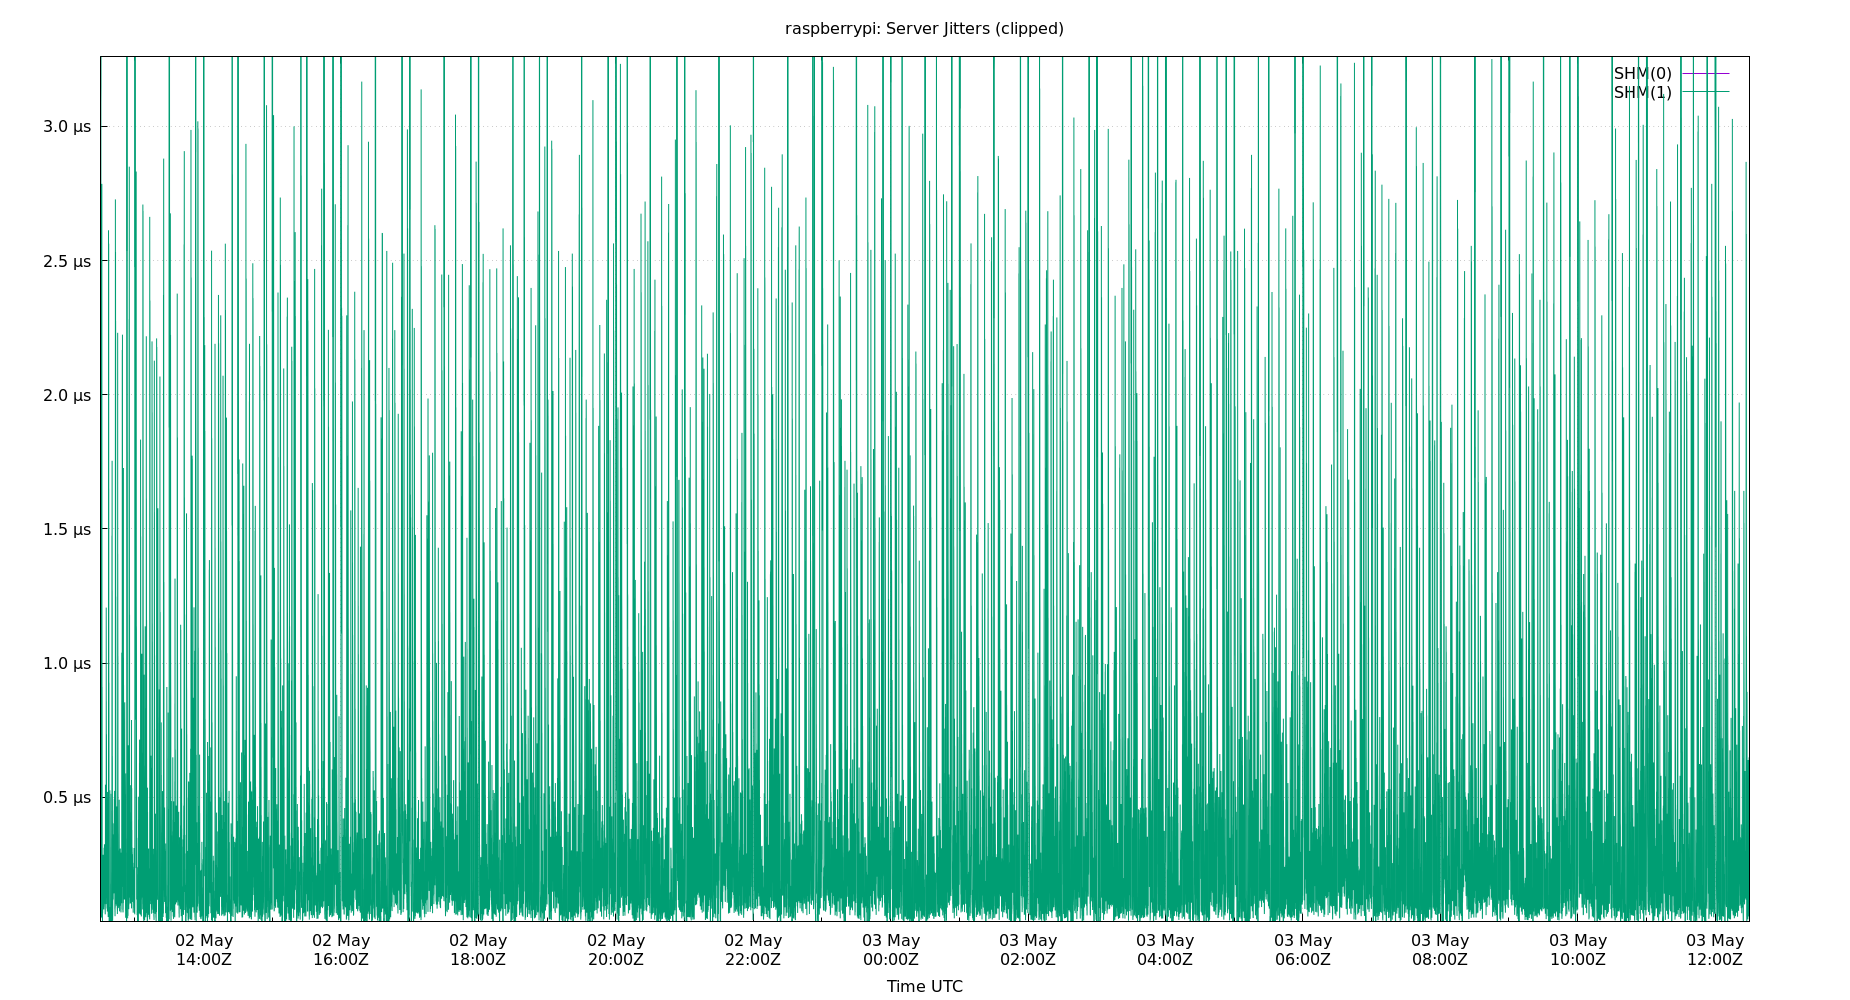 raspberrypi: Server Jitters (clipped)
SHM(0)
SHM(1)
3.0 µs
2.5 µs
2.0 µs
1.5 µs
1.0 µs
0.5 µs
02 May 02 May 02 May 02 May 02 May 03 May 03 May 03 May 03 May 03 May 03 May 03 May
14:00Z 16:00Z 18:00Z 20:00Z 22:00Z 00:00Z 02:00Z 04:00Z 06:00Z 08:00Z 10:00Z 12:00Z
Time UTC